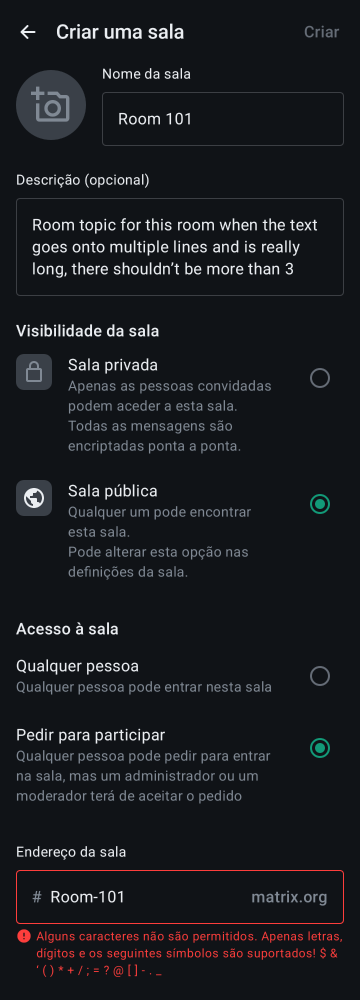 Criar uma sala
Criar
Nome da sala
Room 101
Descrição (opcional)
Room topic for this room when the text
goes onto multiple lines and is really
long, there shouldn’t be more than 3
Visibilidade da sala
Sala privada
Apenas as pessoas convidadas
podem aceder a esta sala.
Todas as mensagens são
encriptadas ponta a ponta.
Sala pública
Qualquer um pode encontrar
esta sala.
Pode alterar esta opção nas
definições da sala.
Acesso à sala
Qualquer pessoa
Qualquer pessoa pode entrar nesta sala
Pedir para participar
Qualquer pessoa pode pedir para entrar
na sala, mas um administrador ou um
moderador terá de aceitar o pedido
Endereço da sala
# Room-101 matrix.org
Alguns caracteres não são permitidos. Apenas letras,
dígitos e os seguintes símbolos são suportados! $ &
‘ ( ) * + / ; = ? @ [ ] - . _